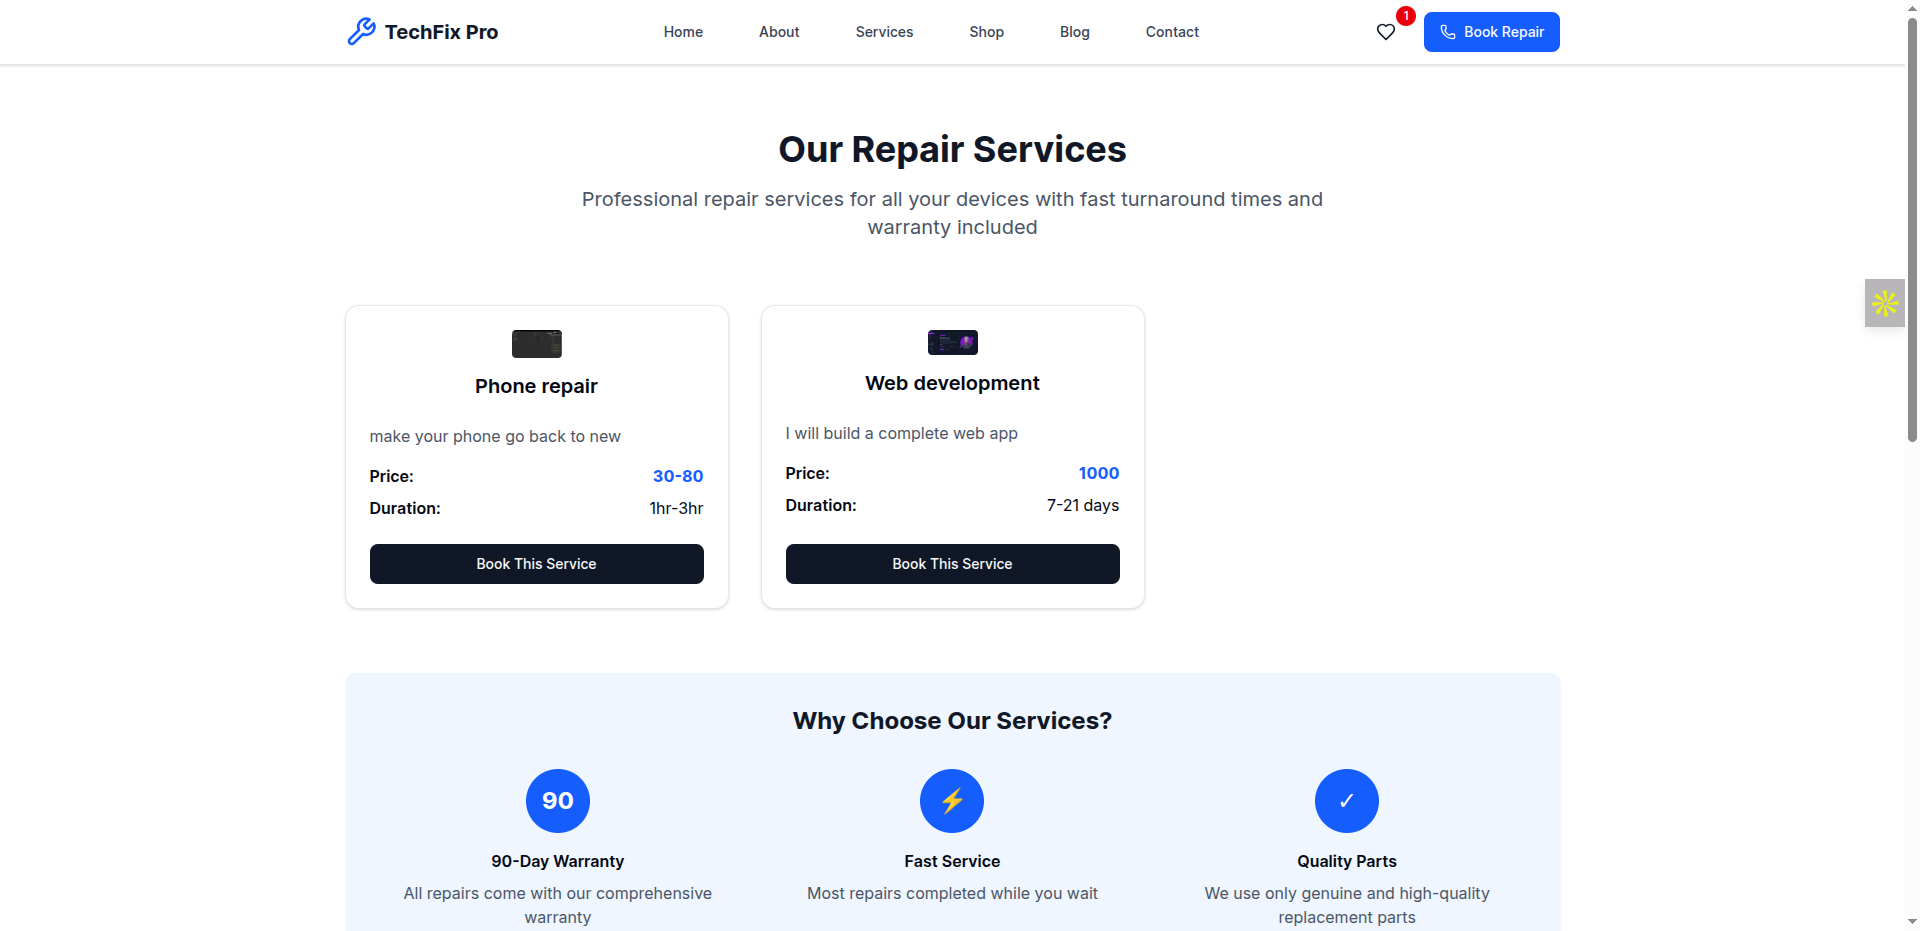 TechFix Pro
Home
About
Services
Shop
Blog
Contact
1
Book Repair
Our Repair Services
Professional repair services for all your devices with fast turnaround times and
warranty included
Phone repair
make your phone go back to new
Price:
30-80
Duration:
1hr-3hr
Book This Service
Web development
I will build a complete web app
Price:
1000
Duration:
7-21 days
Book This Service
Why Choose Our Services?
90
90-Day Warranty
All repairs come with our comprehensive
warranty
Fast Service
Most repairs completed while you wait
Quality Parts
We use only genuine and high-quality
replacement parts